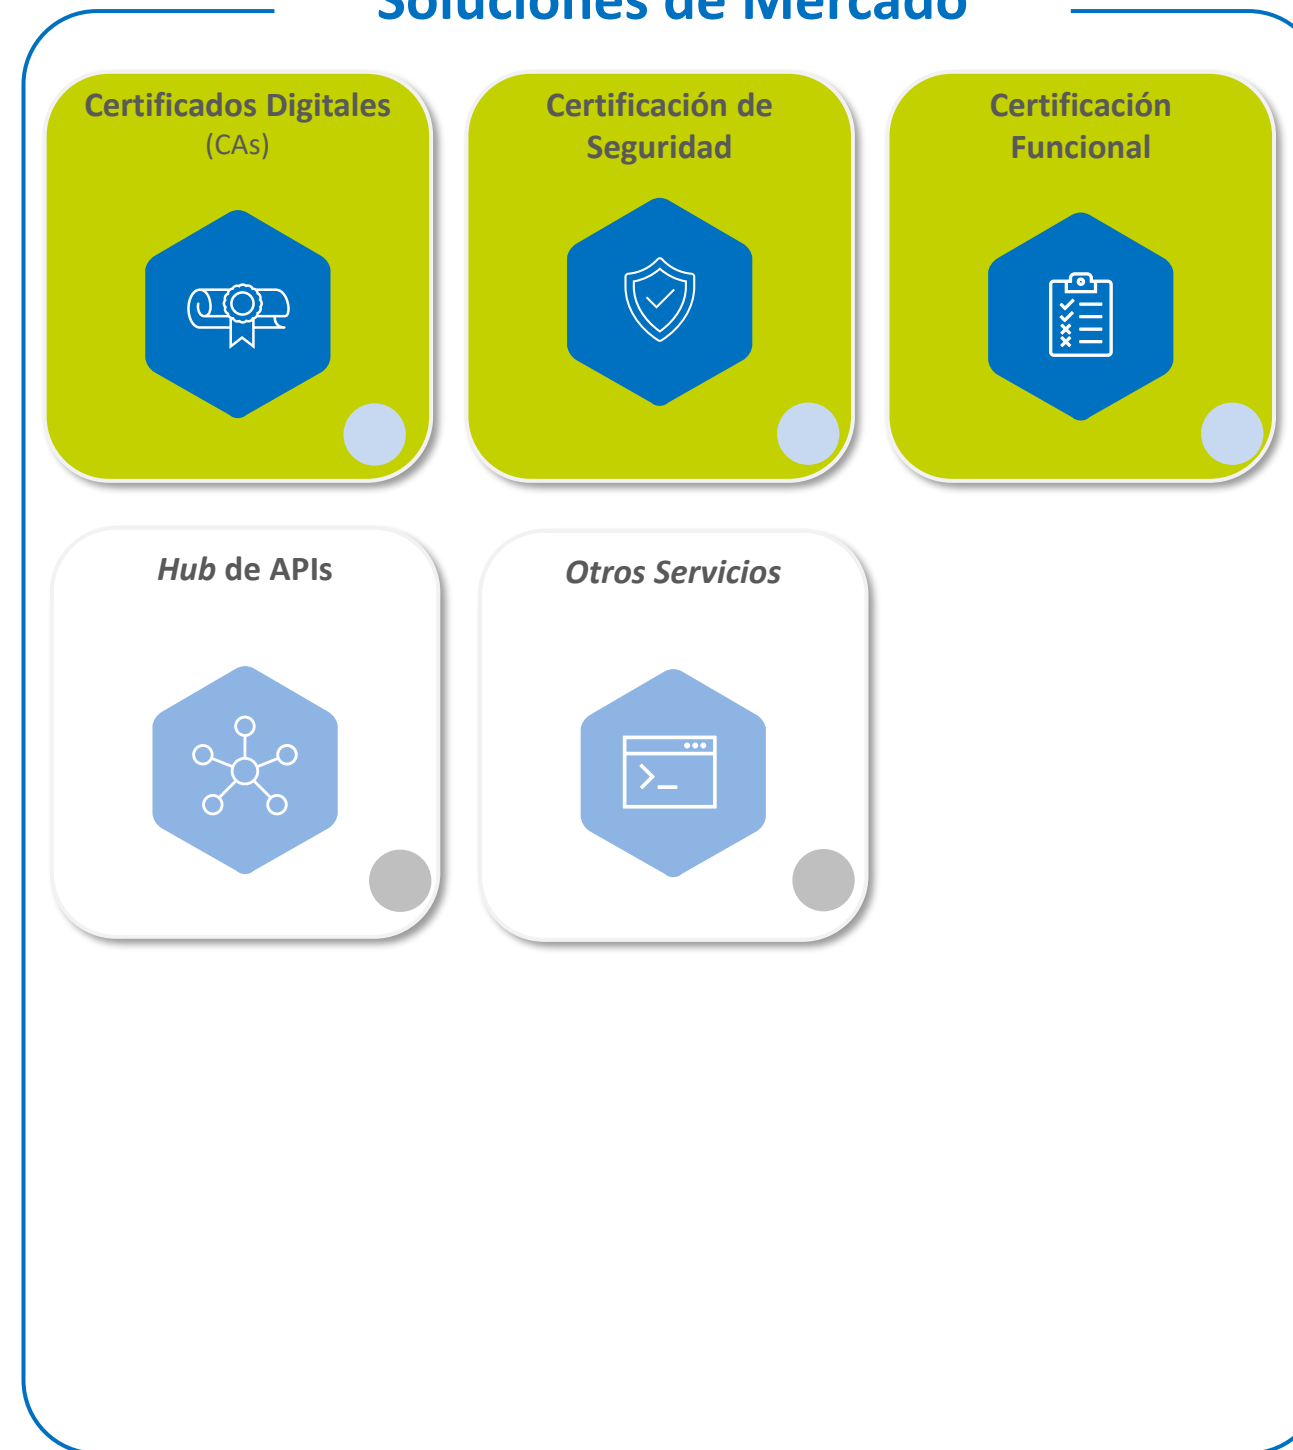 Soluciones de Mercado
Certificados Digitales
(CAs)
Certificación de
Seguridad
Certificación
Funcional
Hub de APIs
Otros Servicios